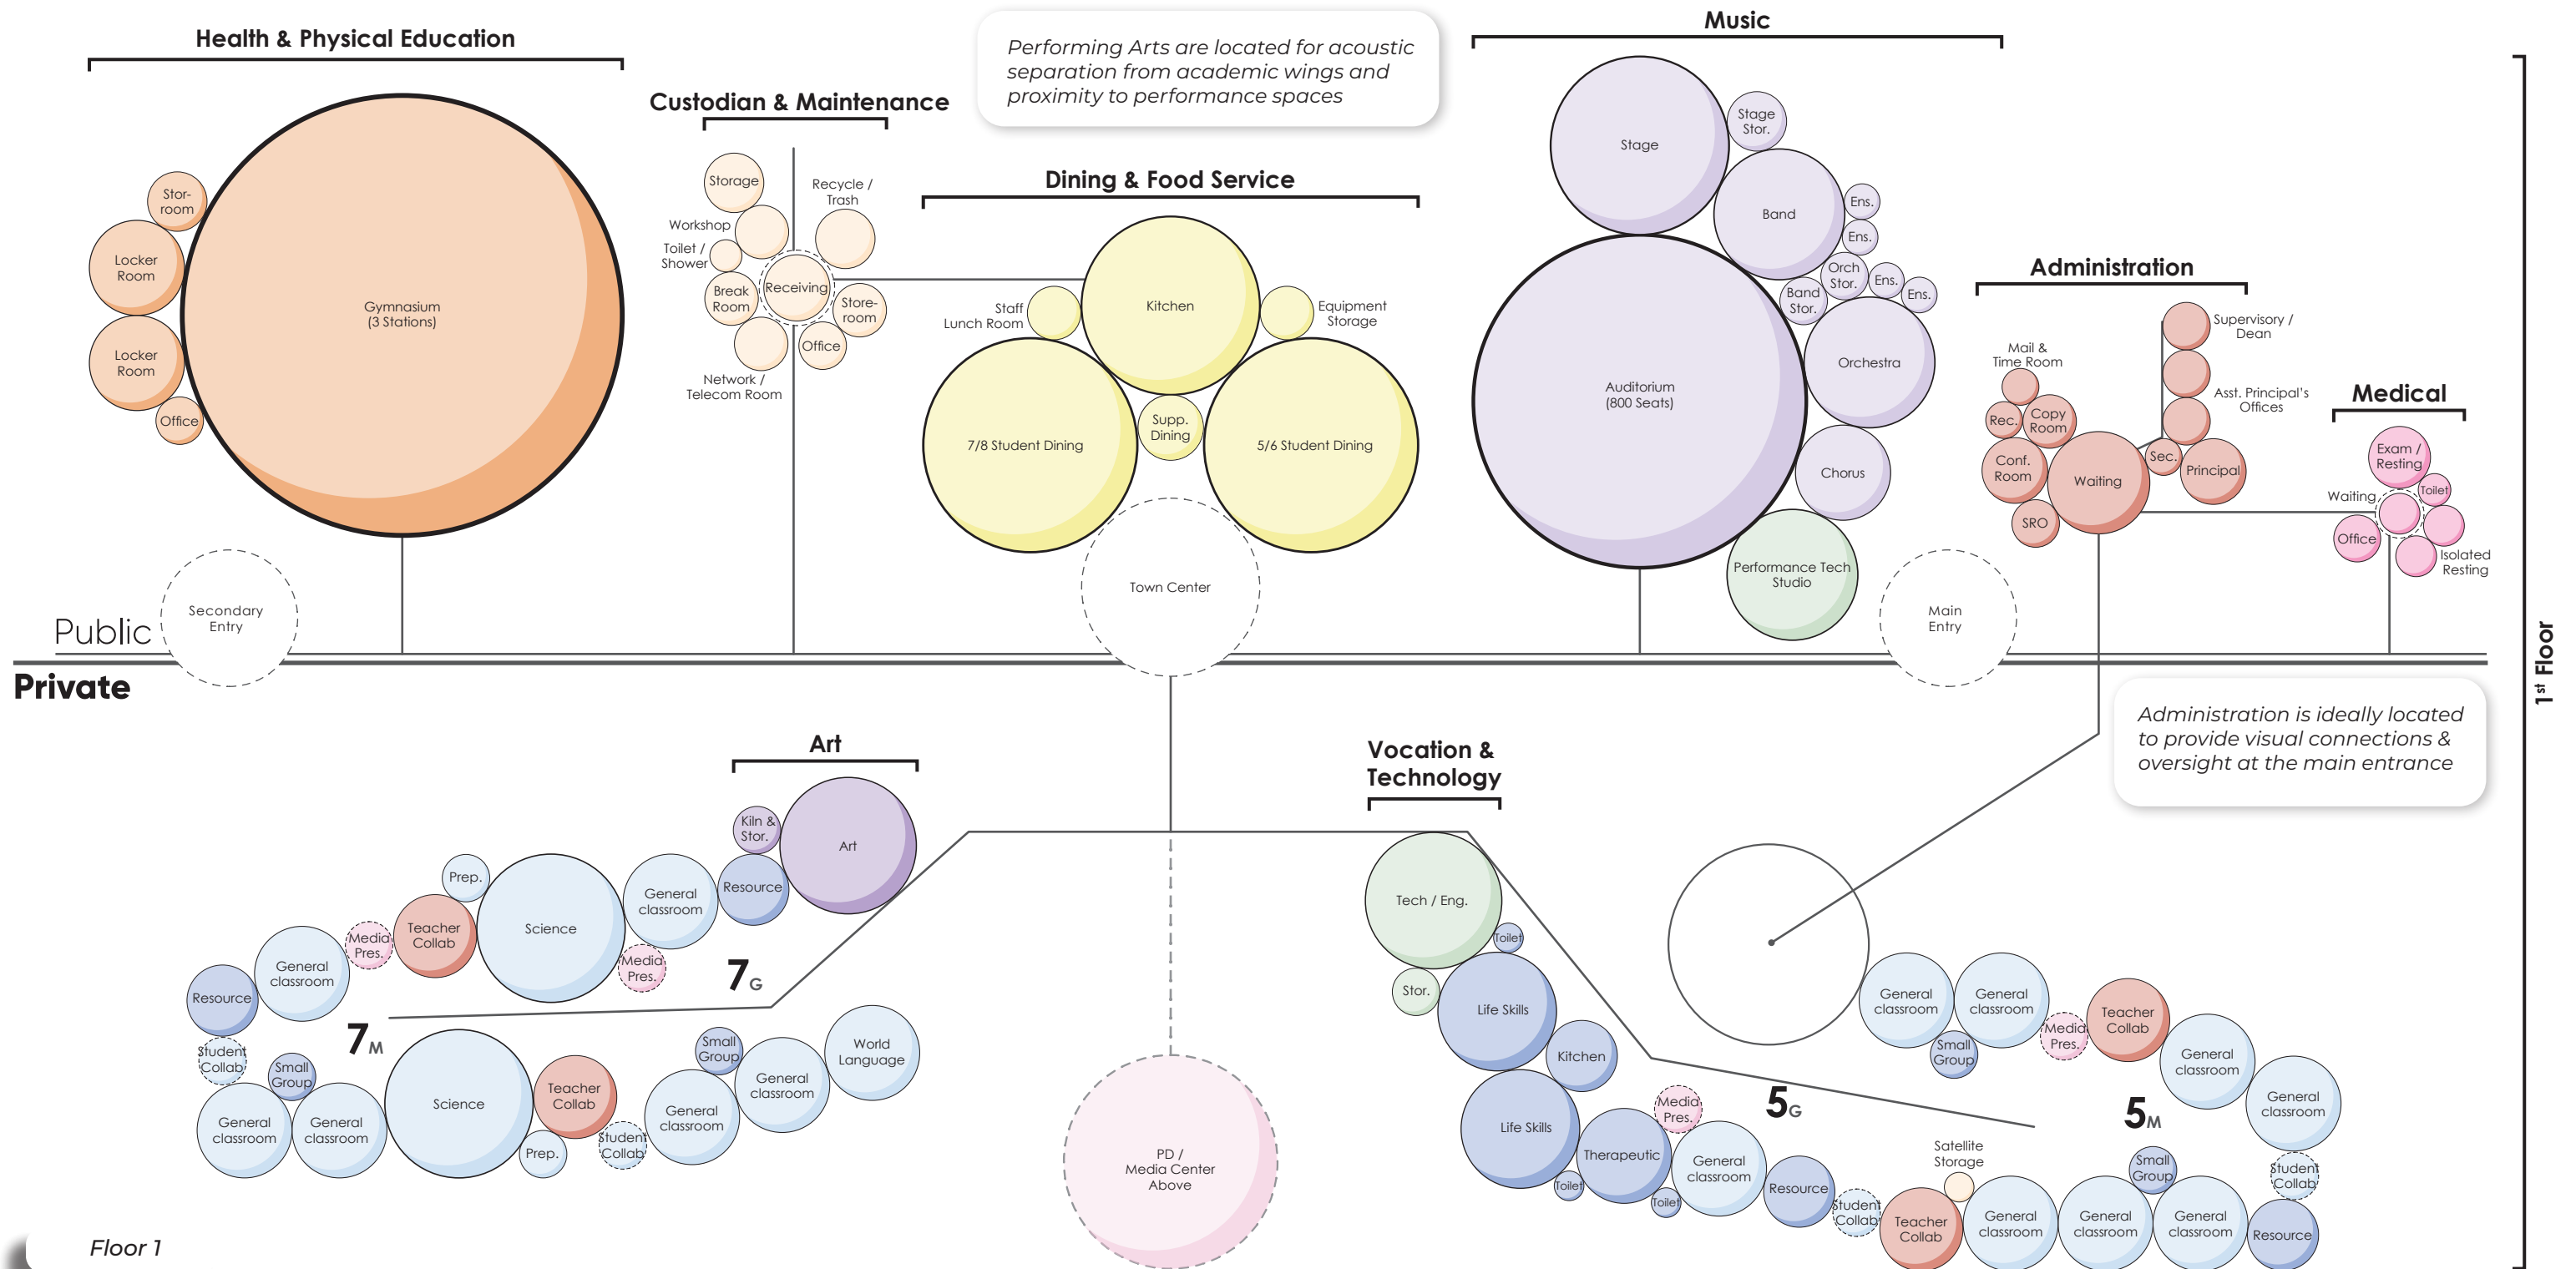 Health & Physical Education
Stor-
room
Locker
Room
Locker
Room
Office
Gymnasium
(3 Stations)
Custodian & Maintenance
Storage
Recycle /
Trash
Workshop
Toilet /
Shower
Break
Room
Receiving
Store-
room
Office
Network /
Telecom Room
Performing Arts are located for acoustic
separation from academic wings and
proximity to performance spaces
Dining & Food Service
Staff
Lunch Room
Kitchen
Equipment
Storage
7/8 Student Dining
Supp.
Dining
5/6 Student Dining
Town Center
Music
Stage
Stage
Stor.
Band
Ens.
Ens.
Orch
Stor.
Ens.
Ens.
Band
Stor.
Orchestra
Auditorium
(800 Seats)
Chorus
Performance Tech
Studio
Administration
Supervisory /
Dean
Mail &
Time Room
Asst. Principal's
Offices
Rec.
Copy
Room
Conf.
Room
Waiting
Sec.
Principal
SRO
Medical
Exam /
Resting
Toilet
Waiting
Office
Isolated
Resting
Secondary
Entry
Main
Entry
Public
Private
1st Floor
Administration is ideally located
to provide visual connections &
oversight at the main entrance
Art
Kiln &
Stor.
Art
Prep.
Resource
General
classroom
Science
Teacher
Collab
Media
Pres.
Media
Pres.
General
classroom
Resource
7G
7M
Student
Collab
Small
Group
General
classroom
General
classroom
Science
Teacher
Collab
Prep.
Student
Collab
Small
Group
General
classroom
General
classroom
World
Language
PD /
Media Center
Above
Vocation &
Technology
Tech / Eng.
Toilet
Stor.
Life Skills
Kitchen
Life Skills
Therapeutic
Toilet
Toilet
Media
Pres.
General
classroom
Resource
Student
Collab
Teacher
Collab
Satellite
Storage
General
classroom
General
classroom
Small
Group
General
classroom
Resource
Student
Collab
5G
5M
General
classroom
General
classroom
Small
Group
Media
Pres.
Teacher
Collab
General
classroom
General
classroom
Floor 1